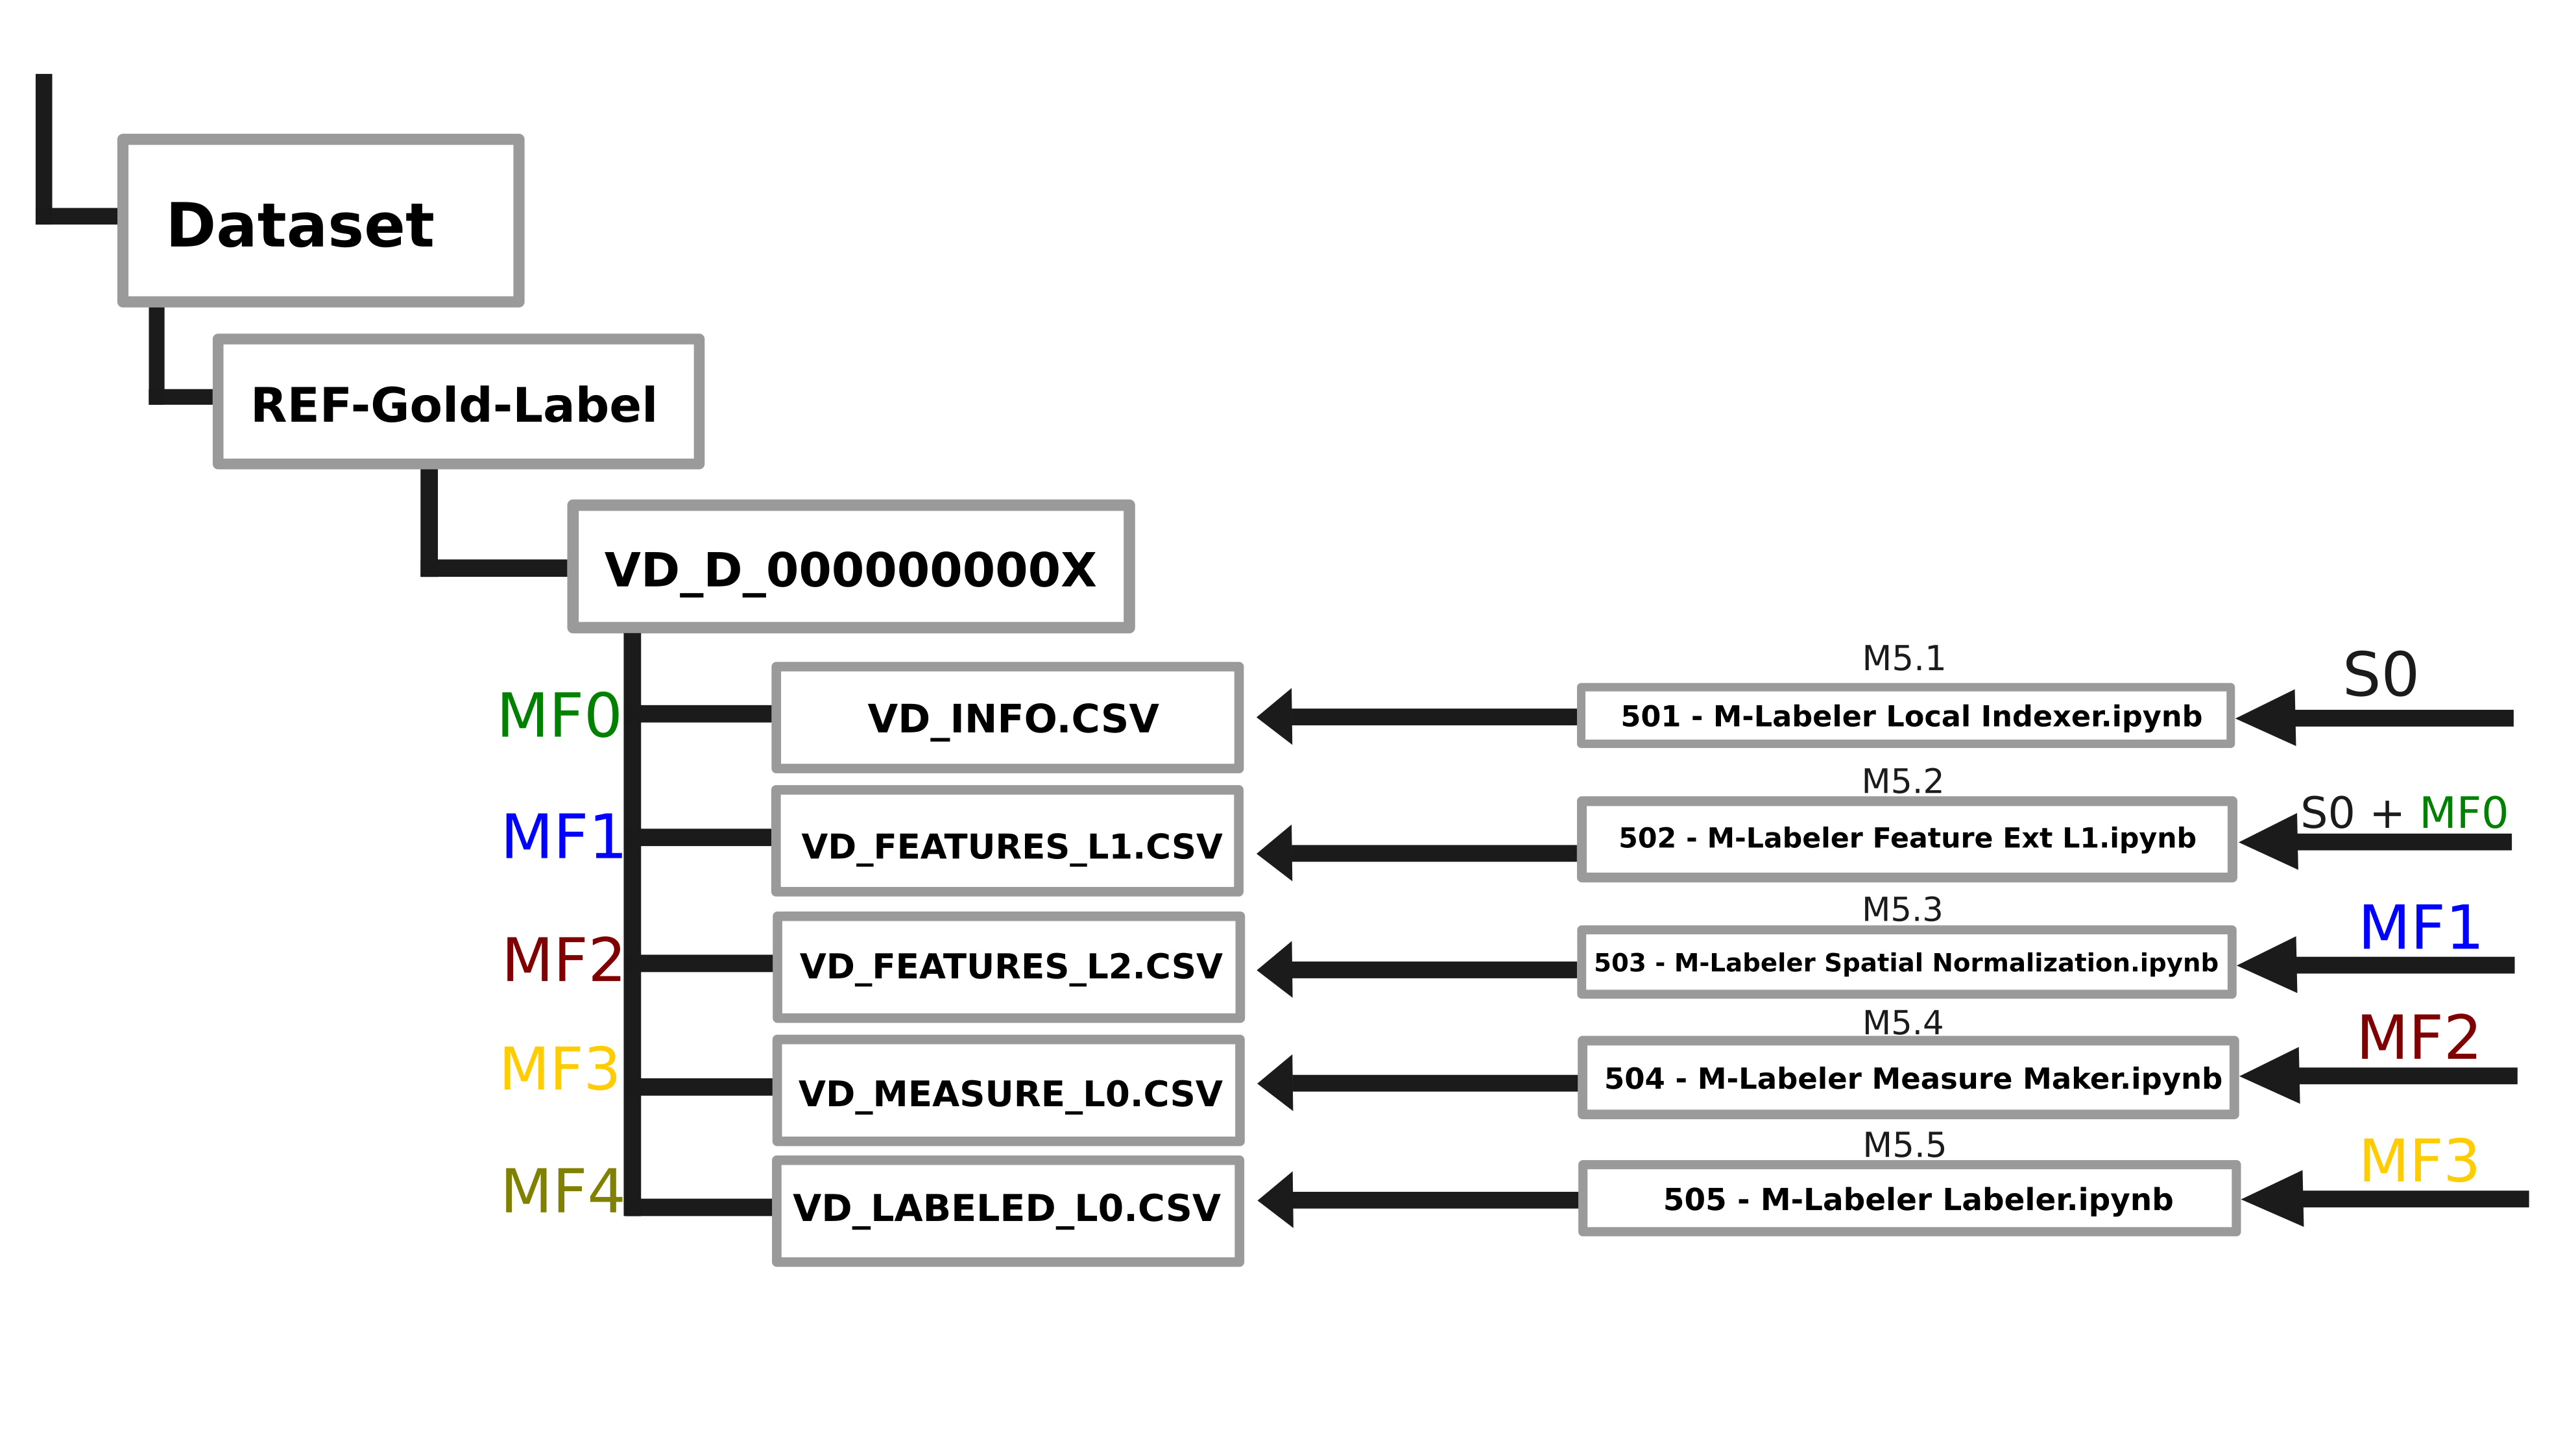 Dataset
REF-Gold-Label
VD_D_000000000X
M5.1
S0
MF0
VD_INFO.CSV
501 - M-Labeler Local Indexer.ipynb
M5.2
S0 + MF0
MF1
VD_FEATURES_L1.CSV
502 - M-Labeler Feature Ext L1.ipynb
M5.3
MF1
MF2
VD_FEATURES_L2.CSV
503 - M-Labeler Spatial Normalization.ipynb
M5.4
MF2
MF3
VD_MEASURE_L0.CSV
504 - M-Labeler Measure Maker.ipynb
M5.5
MF3
MF4
VD_LABELED_L0.CSV
505 - M-Labeler Labeler.ipynb